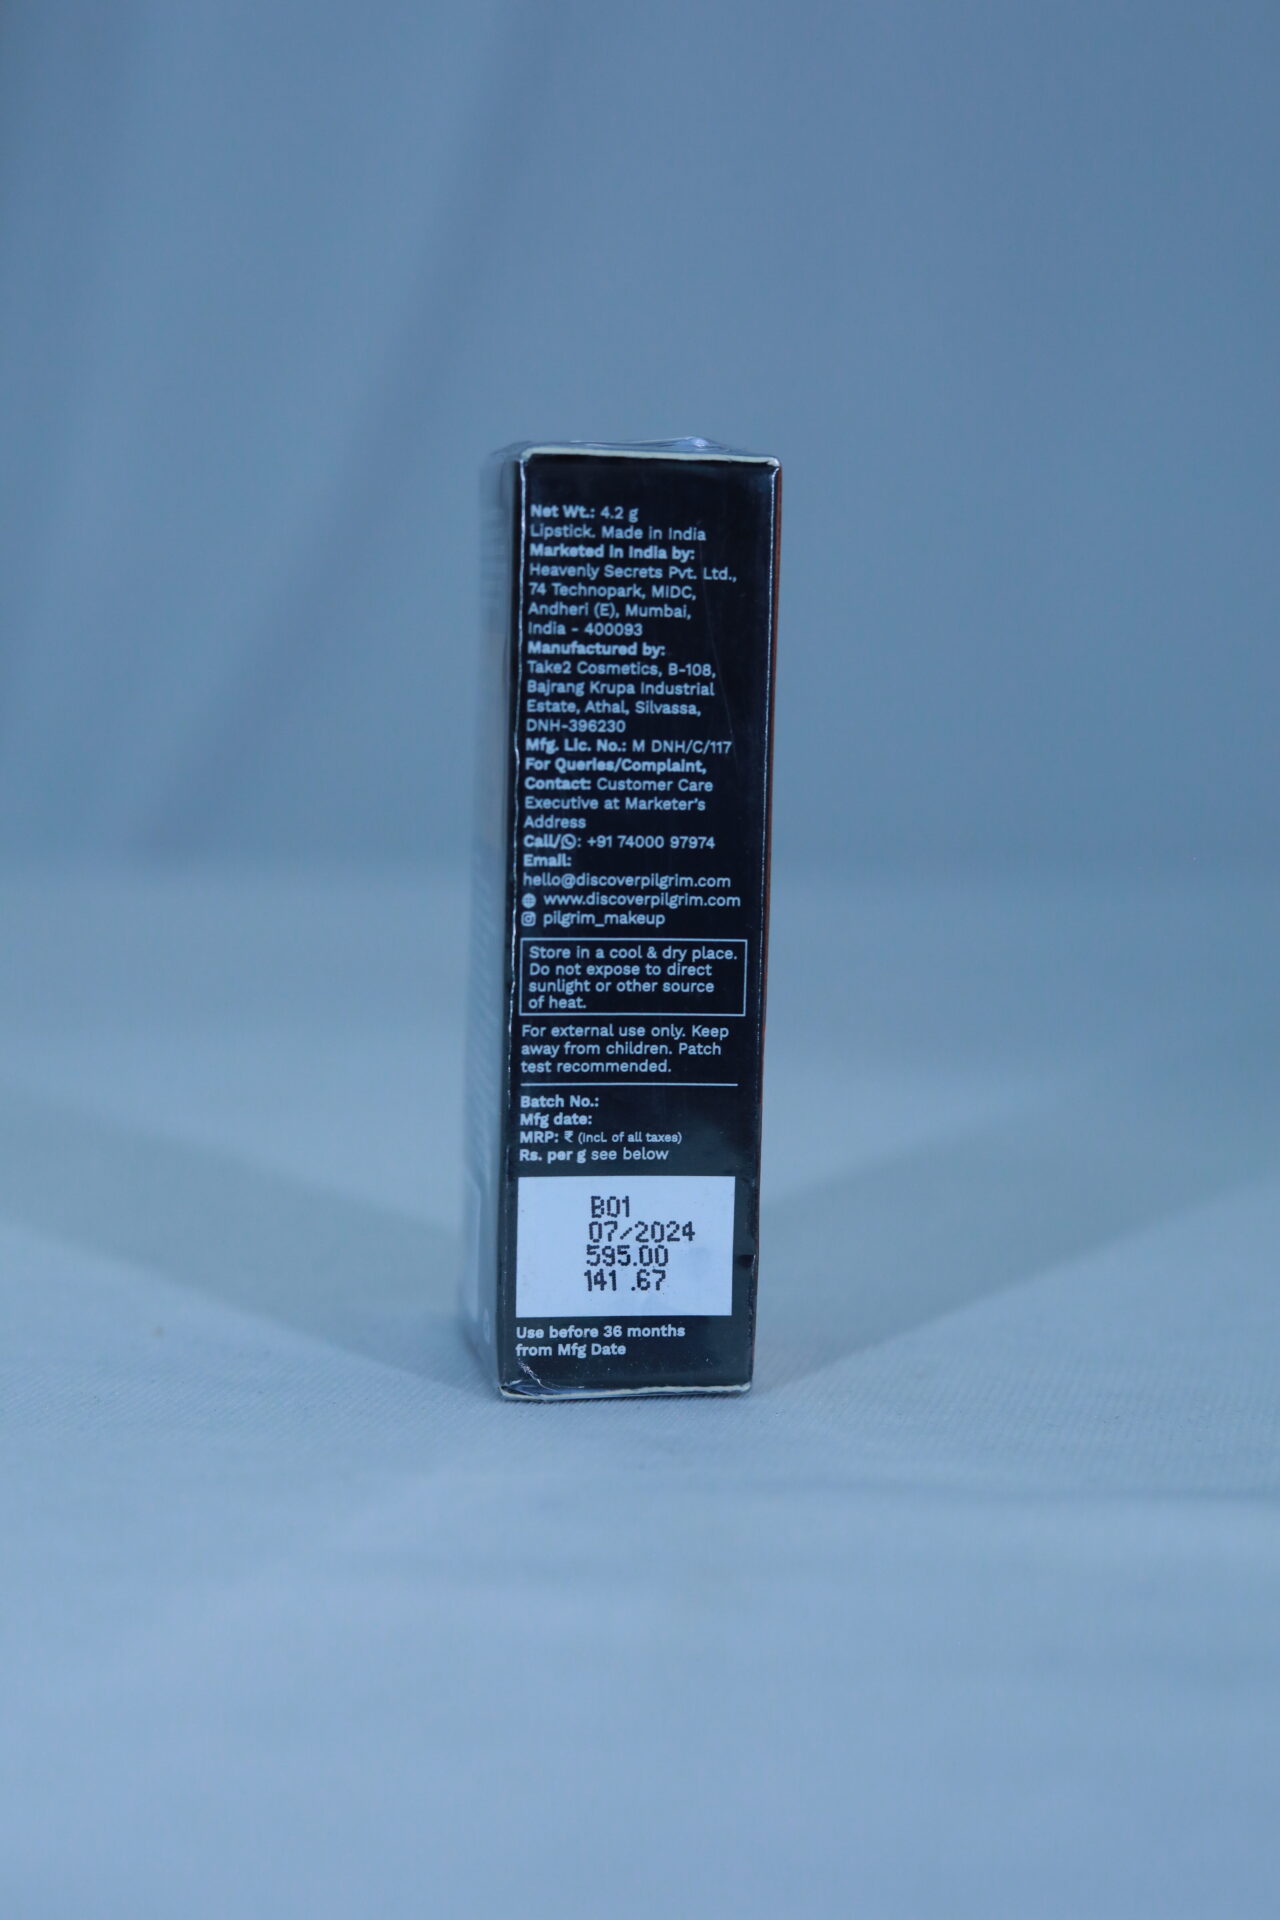 Net Wt.: 4.2 g
Lipstick. Made in India
Marketed in India by:
Heavenly Secrets Pvt. Ltd.,
74 Technopark, MIDC,
Andheri (E), Mumbai,
India - 400093
Manufactured by:
Take2 Cosmetics, B-108,
Bajrang Krupa Industrial
Estate, Athal, Silvassa,
DNH-396230
Mfg. Lic. No.: M DNH/C/117
For Queries/Complaint,
Contact: Customer Care
Executive at Marketer's
Address
Call/: +91 74000 97974
Email:
hello@discoverpilgrim.com
www.discoverpilgrim.com
pilgrim_makeup
Store in a cool & dry place.
Do not expose to direct
sunlight or other source
of heat.
For external use only. Keep
away from children. Patch
test recommended.
Batch No.:
Mfg date:
MRP: ₹ (incl. of all taxes)
Rs. per g see below
B01
07/2024
595.00
141 .67
Use before 36 months
from Mfg Date